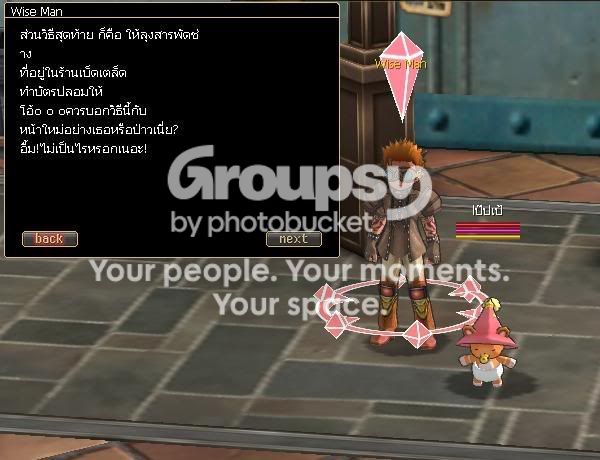 Wise Man
ส่วนวิธีสุดท้าย ก็คือ ให้ลุงสารพัดช่
าง
ที่อยู่ในร้านเบ็ดเตล็ด
ทำบัตรปลอมให้
โอ้o o oควรบอกวิธีนี้กับ
หน้าใหม่อย่างเธอหรือป่าวเนี่ย?
อื้ม!ไม่เป็นไรหรอกเนอะ!
back
next
Wise Man
เป๊ปเป้
Groupsy
by photobucket
Your people. Your moments.
Your space.